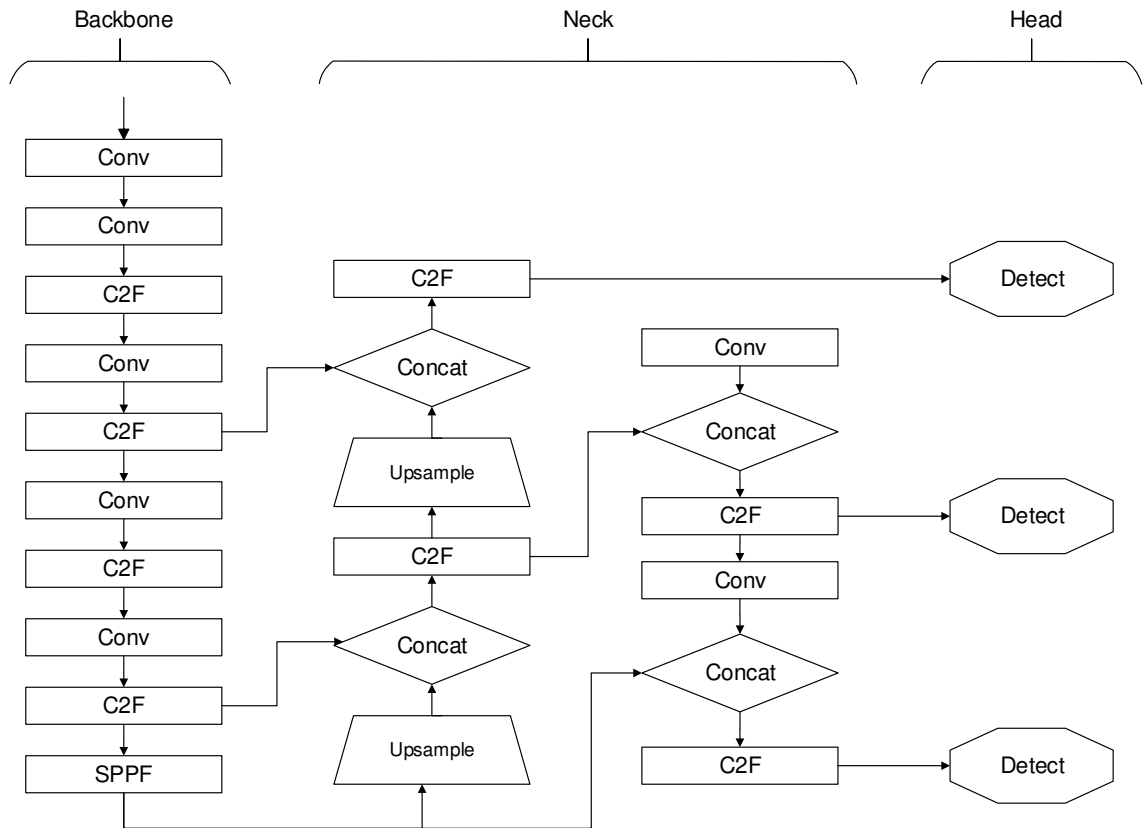 Backbone
Neck
Head
Conv
Conv
C2F
Conv
C2F
Conv
C2F
Conv
C2F
SPPF
C2F
Concat
Upsample
C2F
Concat
Upsample
Conv
Concat
C2F
Conv
Concat
C2F
Detect
Detect
Detect